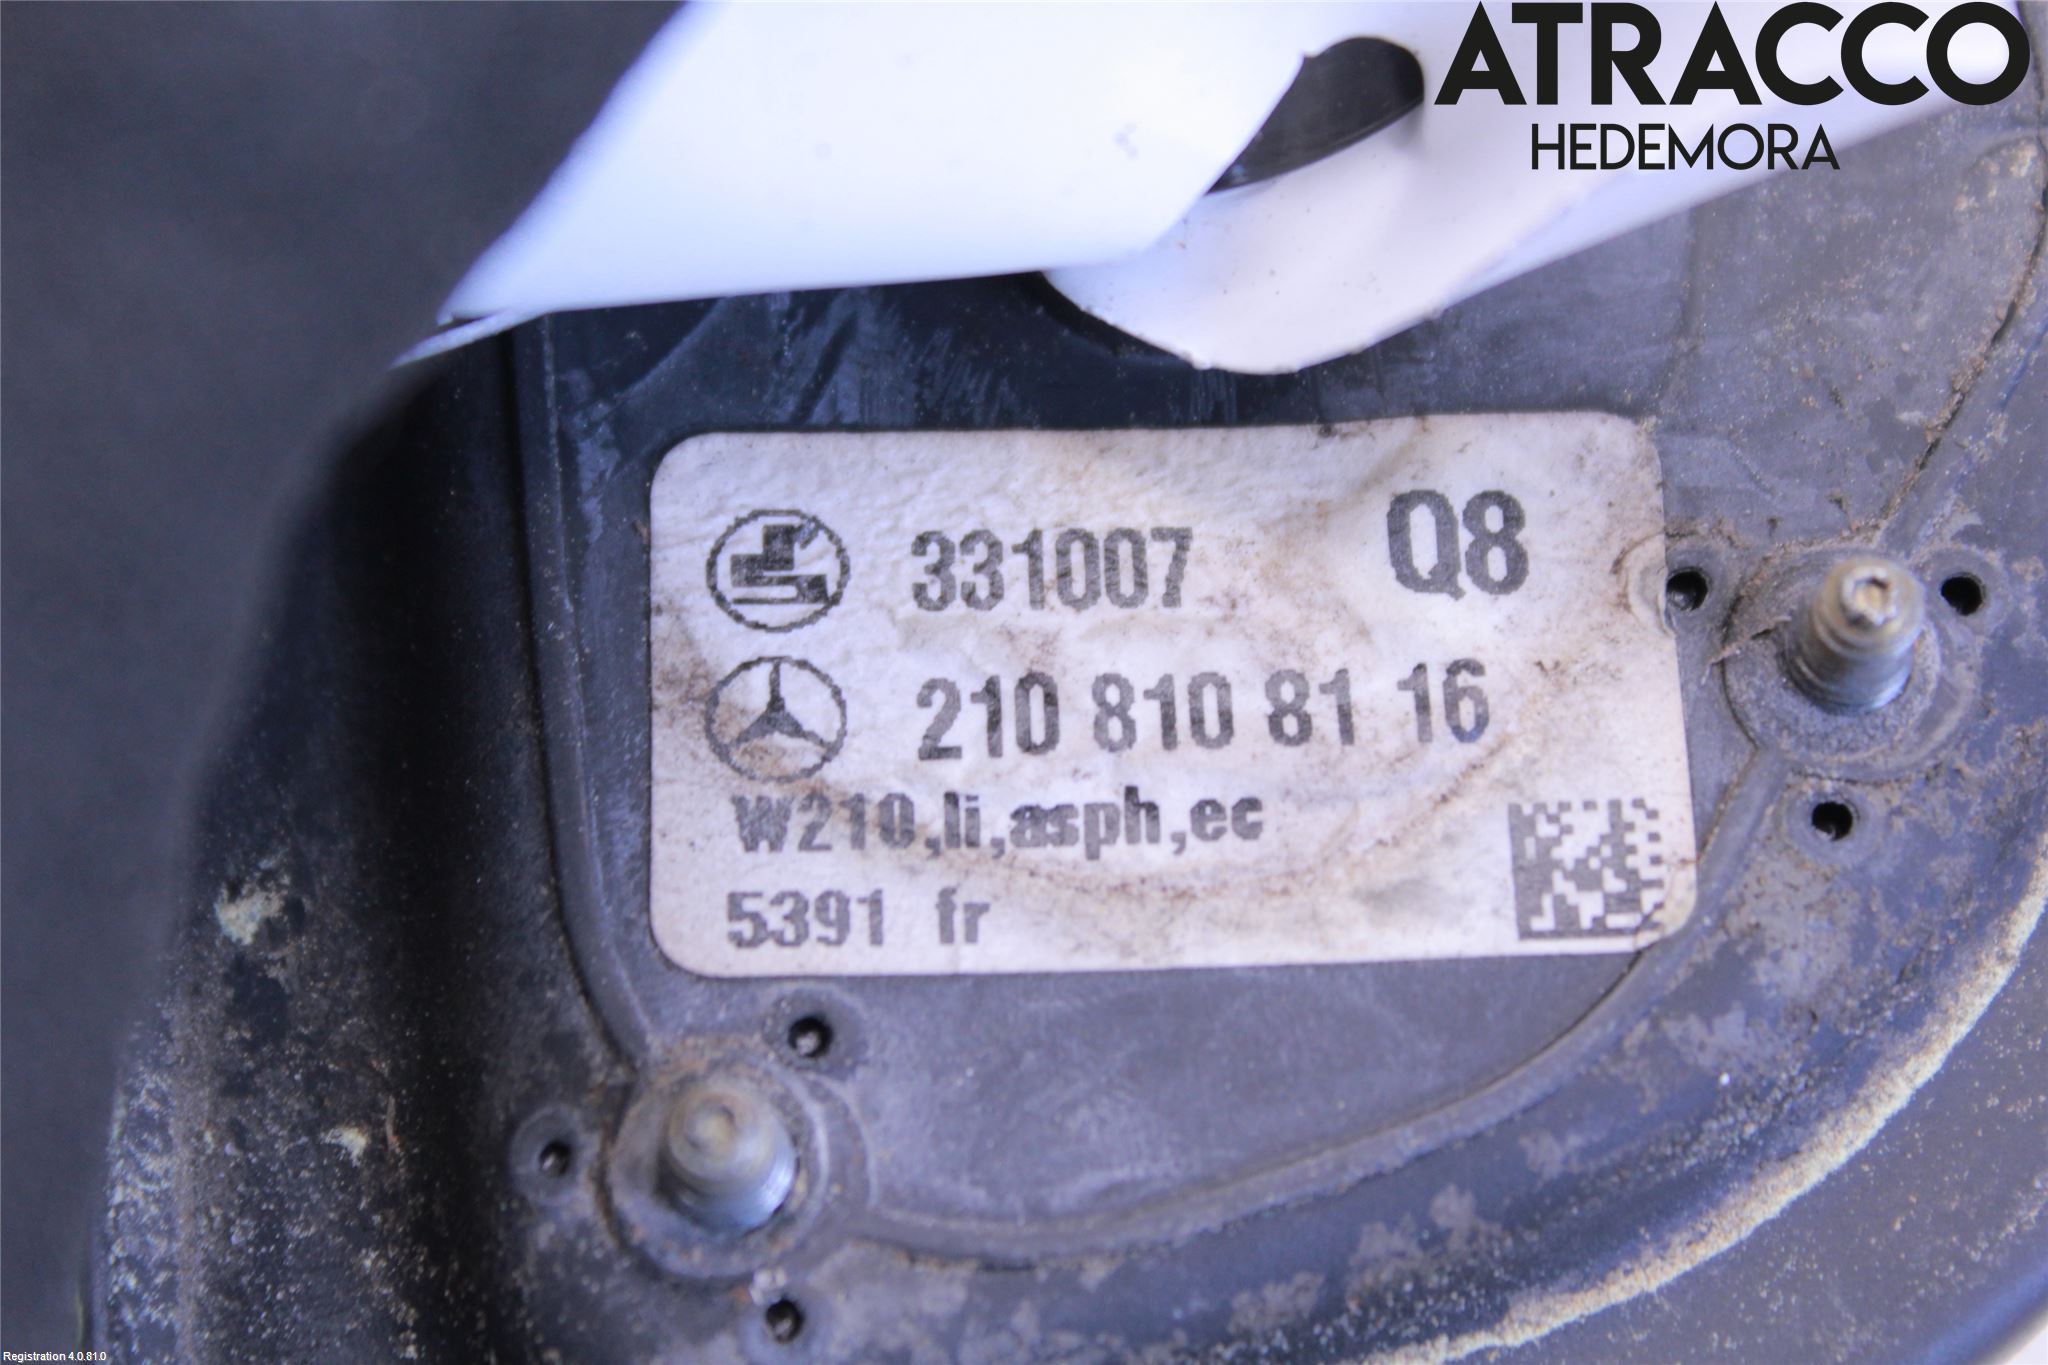 ATRACCO
HEDEMORA
331007 Q8
210 810 81 16
W210,li,asph,ec
5391 fr
Registration 4.0.81.0